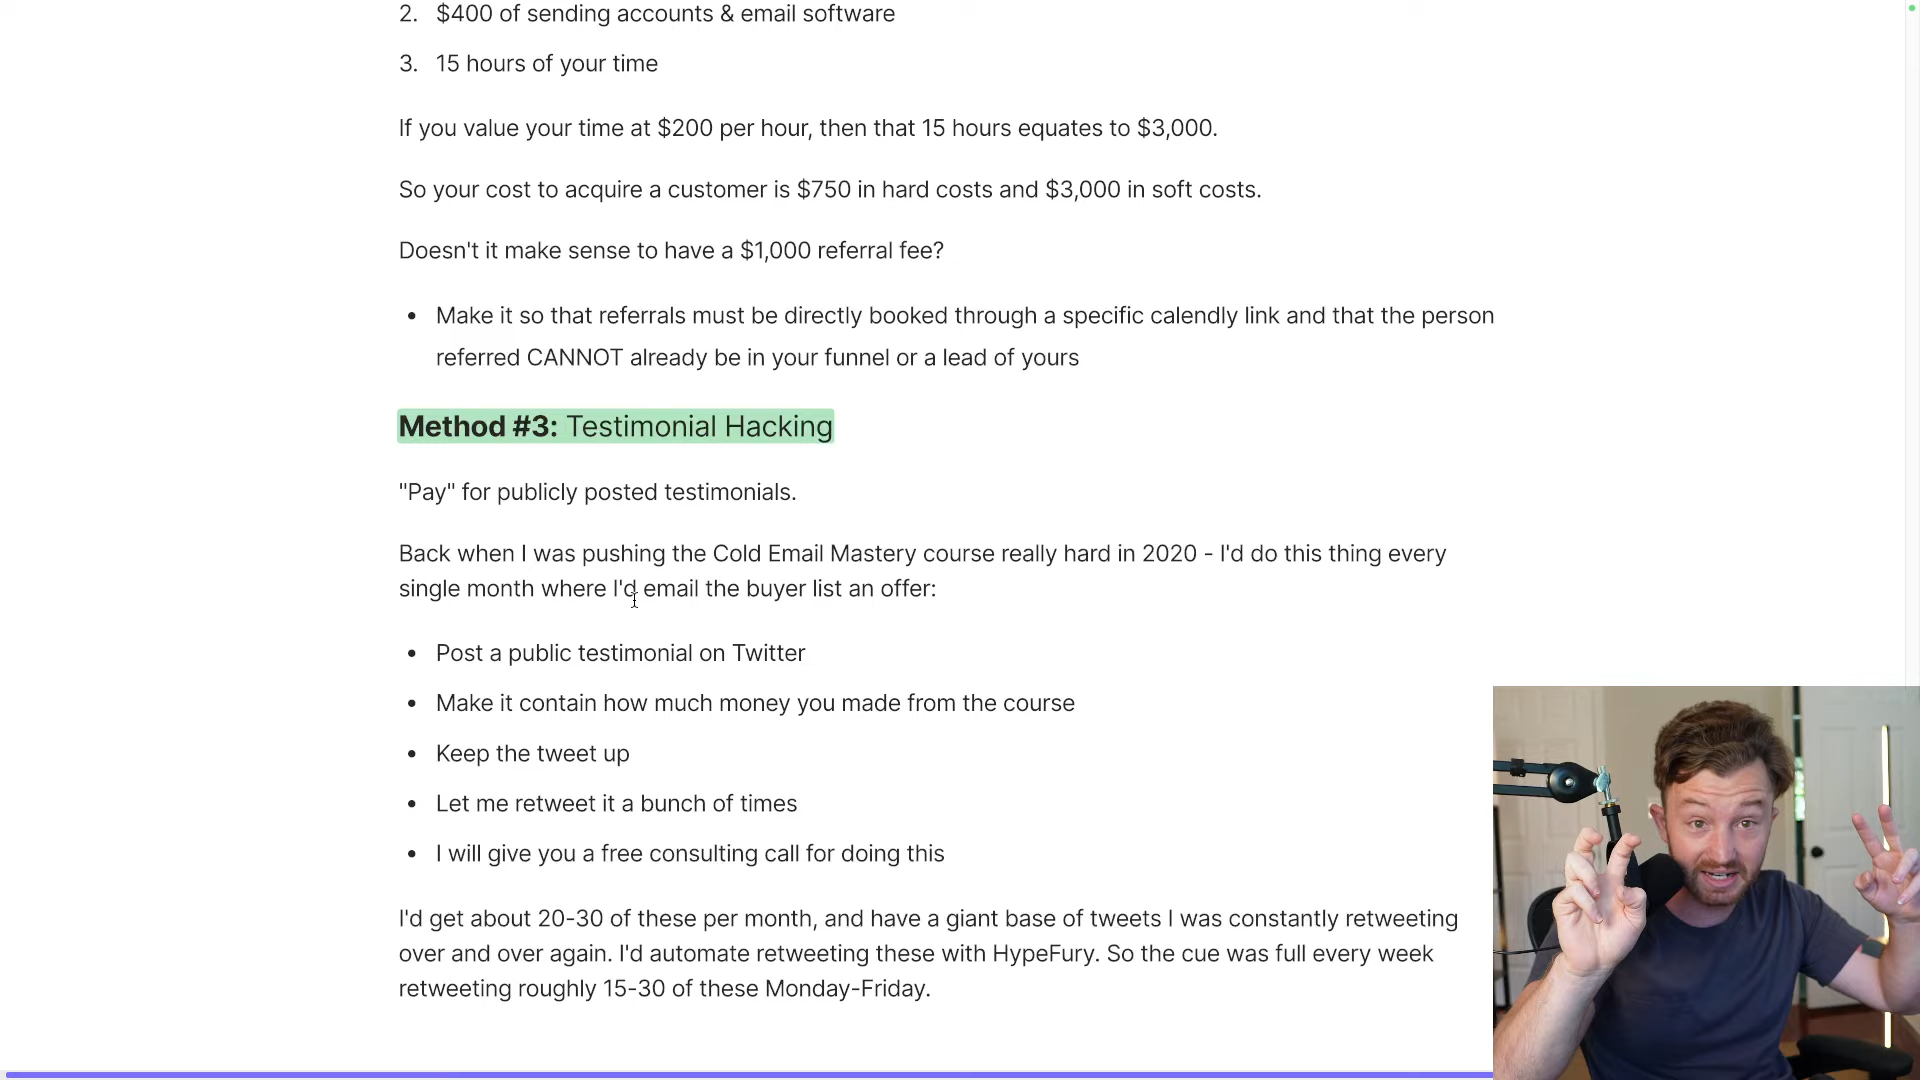 2. $400 of sending accounts & email software
3. 15 hours of your time
If you value your time at $200 per hour, then that 15 hours equates to $3,000.
So your cost to acquire a customer is $750 in hard costs and $3,000 in soft costs.
Doesn't it make sense to have a $1,000 referral fee?
• Make it so that referrals must be directly booked through a specific calendly link and that the person
referred CANNOT already be in your funnel or a lead of yours
Method #3: Testimonial Hacking
"Pay" for publicly posted testimonials.
Back when I was pushing the Cold Email Mastery course really hard in 2020 - I'd do this thing every
single month where I'd email the buyer list an offer:
• Post a public testimonial on Twitter
• Make it contain how much money you made from the course
• Keep the tweet up
• Let me retweet it a bunch of times
• I will give you a free consulting call for doing this
I'd get about 20-30 of these per month, and have a giant base of tweets I was constantly retweeting
over and over again. I'd automate retweeting these with HypeFury. So the cue was full every week
retweeting roughly 15-30 of these Monday-Friday.